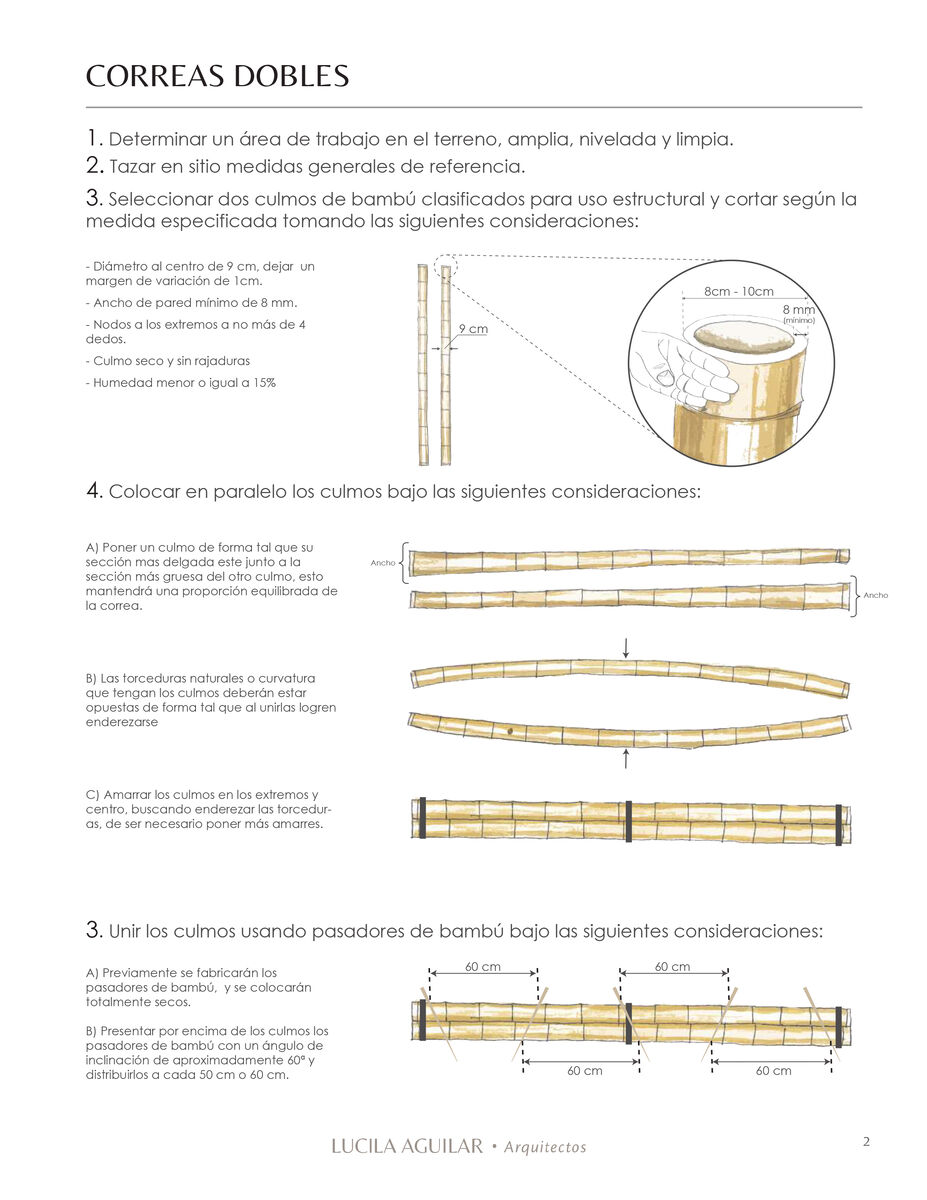 CORREAS DOBLES
1. Determinar un área de trabajo en el terreno, amplia, nivelada y limpia.
2. Tazar en sitio medidas generales de referencia.
3. Seleccionar dos culmos de bambú clasificados para uso estructural y cortar según la
medida especificada tomando las siguientes consideraciones:
- Diámetro al centro de 9 cm, dejar  un
margen de variación de 1cm.
- Ancho de pared mínimo de 8 mm.
- Nodos a los extremos a no más de 4
dedos.
- Culmo seco y sin rajaduras
- Humedad menor o igual a 15%
9 cm
8cm - 10cm
8 mm
(mínimo)
4. Colocar en paralelo los culmos bajo las siguientes consideraciones:
A) Poner un culmo de forma tal que su
sección mas delgada este junto a la
sección más gruesa del otro culmo, esto
mantendrá una proporción equilibrada de
la correa.
Ancho
Ancho
B) Las torceduras naturales o curvatura
que tengan los culmos deberán estar
opuestas de forma tal que al unirlas logren
enderezarse
C) Amarrar los culmos en los extremos y
centro, buscando enderezar las torcedur-
as, de ser necesario poner más amarres.
3. Unir los culmos usando pasadores de bambú bajo las siguientes consideraciones:
A) Previamente se fabricarán los
pasadores de bambú,  y se colocarán
totalmente secos.
B) Presentar por encima de los culmos los
pasadores de bambú con un ángulo de
inclinación de aproximadamente 60ª y
distribuirlos a cada 50 cm o 60 cm.
60 cm
60 cm
60 cm
60 cm
LUCILA AGUILAR • Arquitectos
2